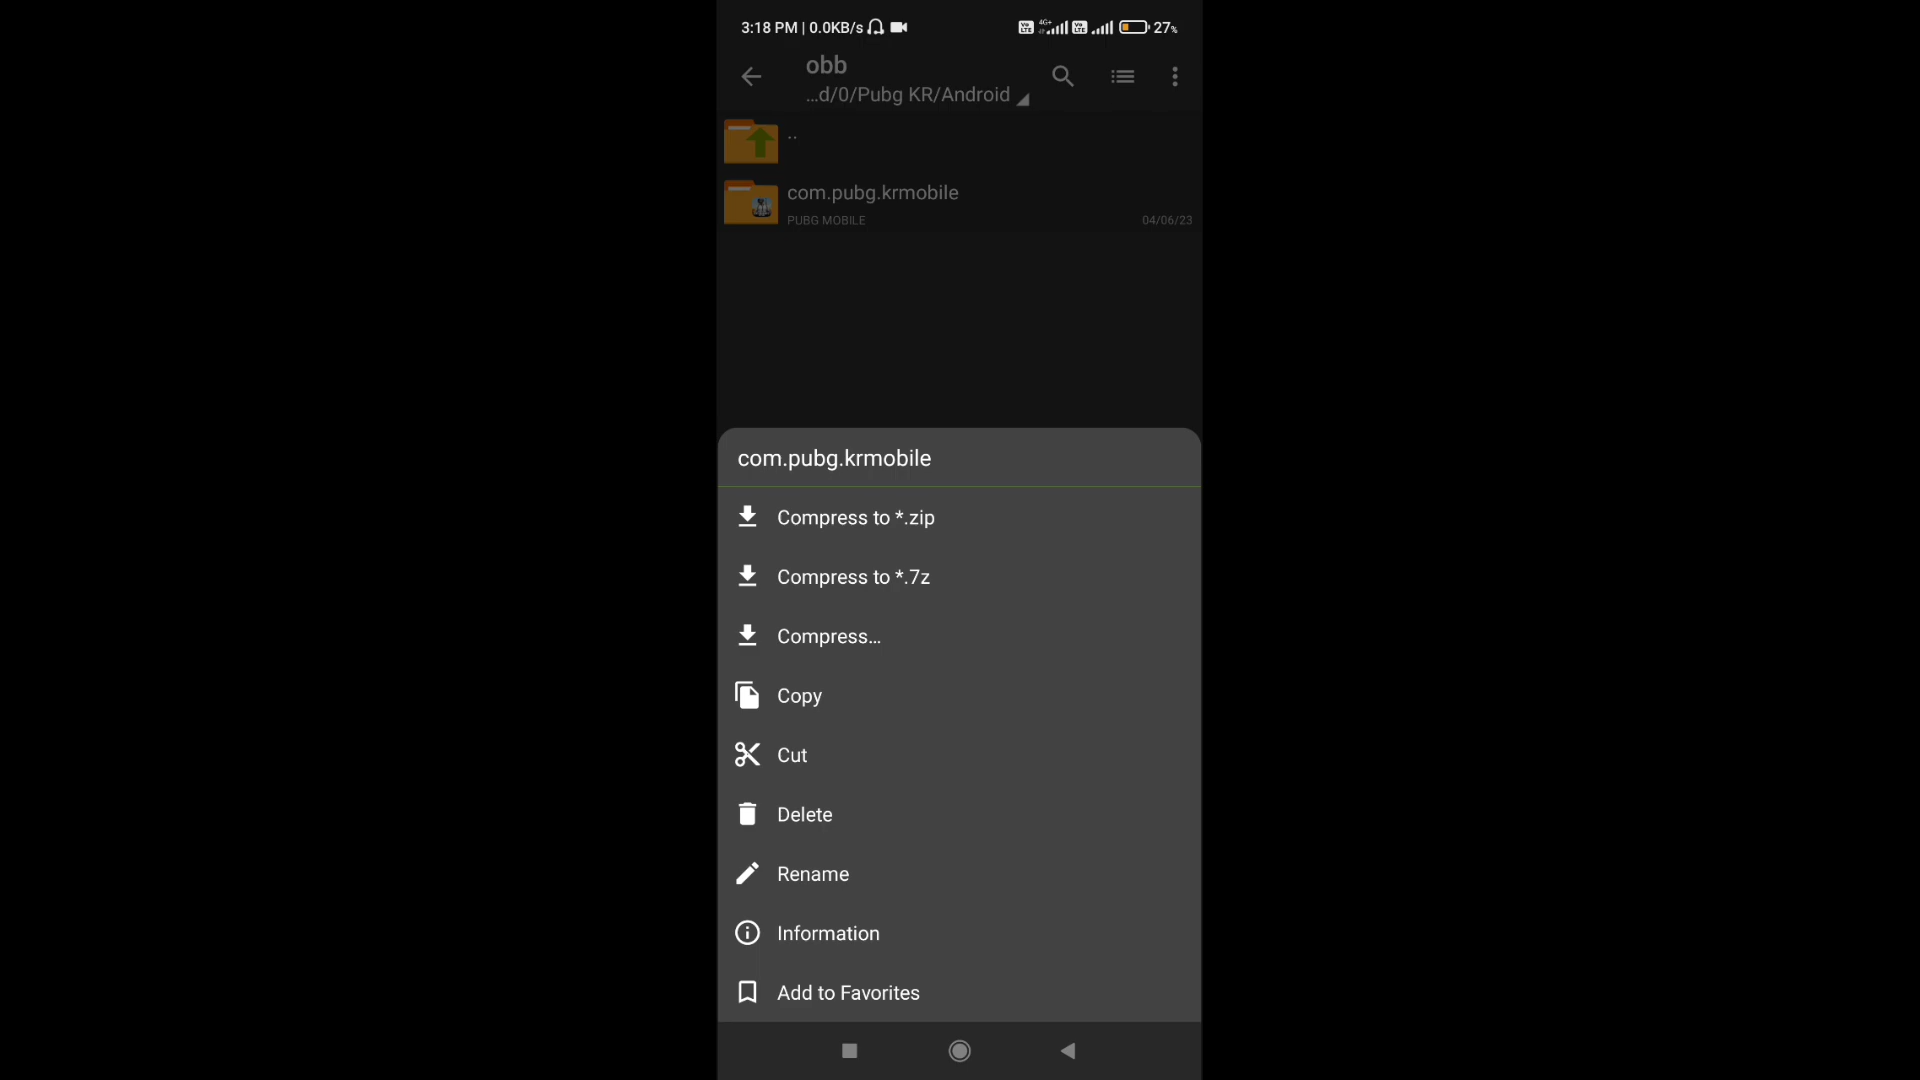 3:18 PM | 0.0KB/s 4G+ 27%
obb
...d/0/Pubg KR/Android
..
com.pubg.krmobile
PUBG MOBILE 04/06/23
com.pubg.krmobile
Compress to *.zip
Compress to *.7z
Compress...
Copy
Cut
Delete
Rename
Information
Add to Favorites